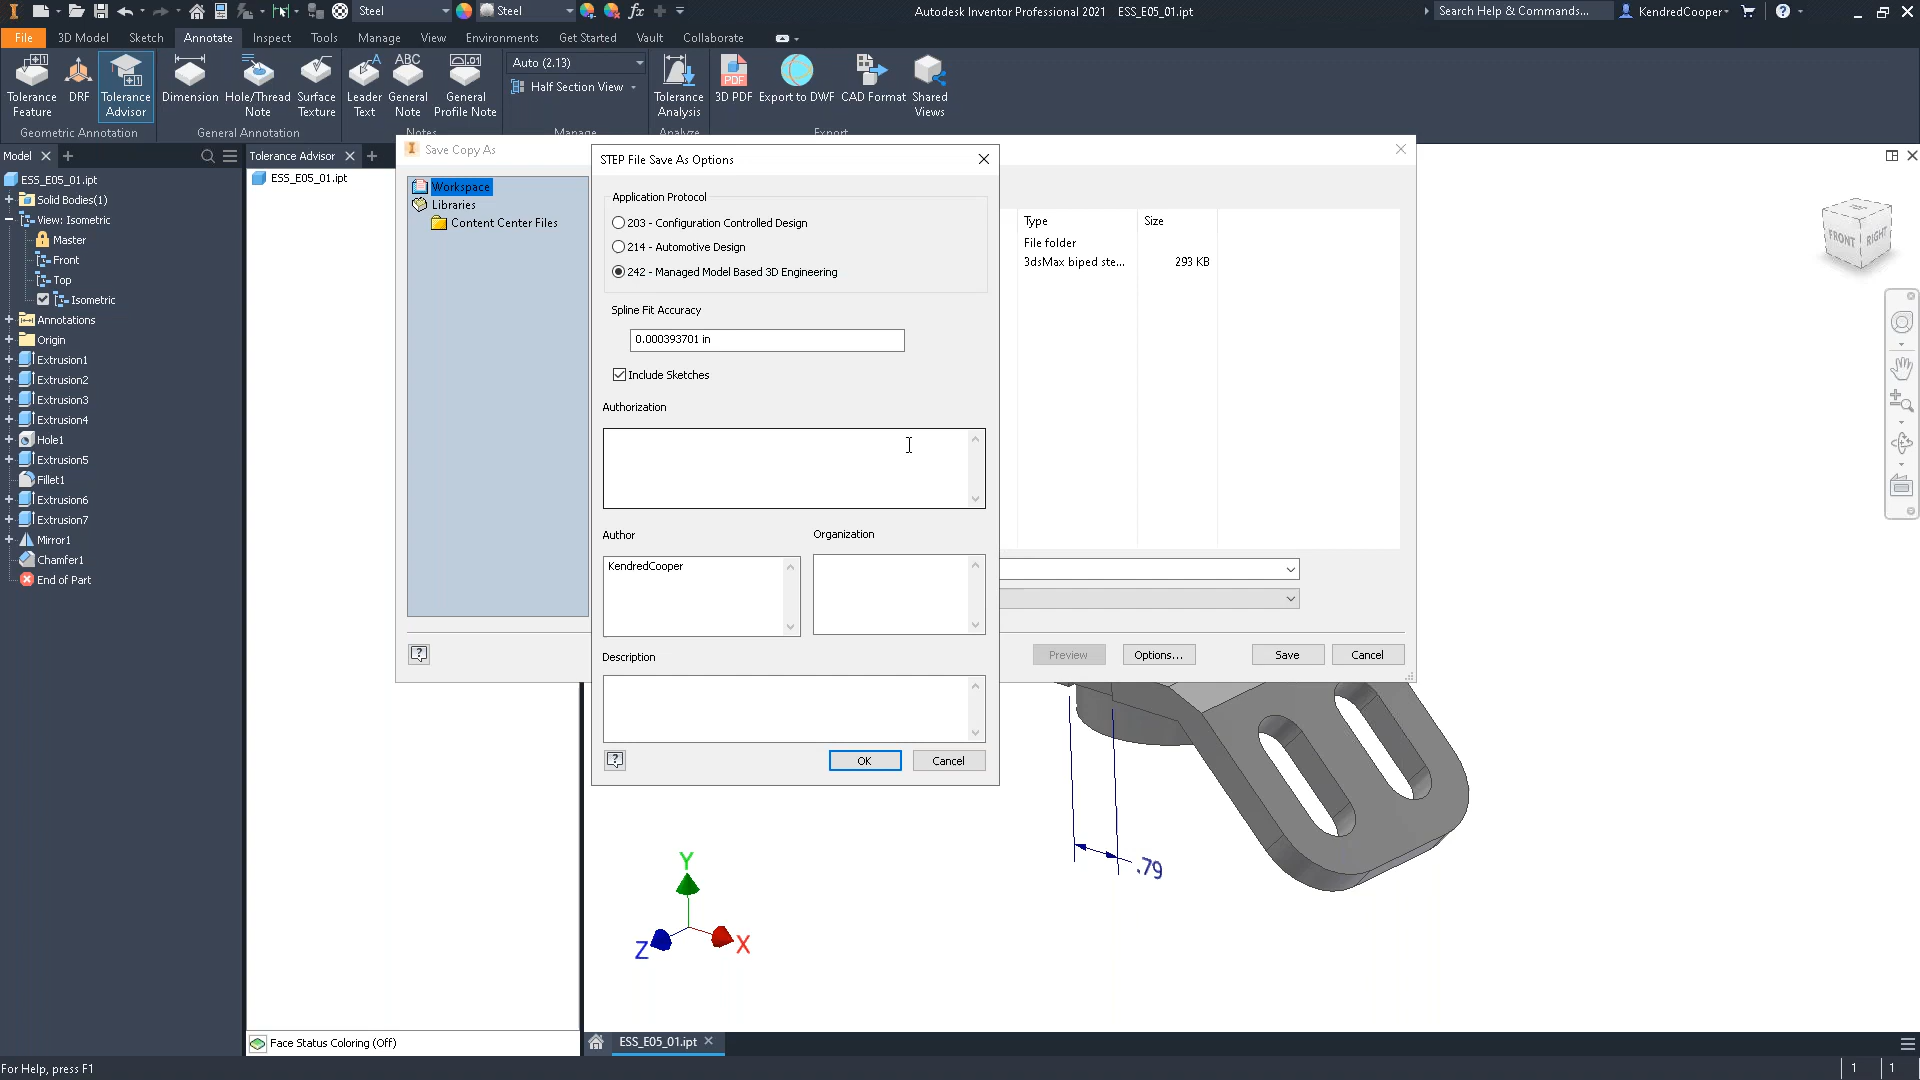 Steel
Steel
fx
Autodesk Inventor Professional 2021 ESS_E05_01.ipt
Search Help & Commands...
KendredCooper
File
3D Model
Sketch
Annotate
Inspect
Tools
Manage
View
Environments
Get Started
Vault
Collaborate
Tolerance Feature
DRF
Tolerance Advisor
Geometric Annotation
Dimension
Hole/Thread Note
Surface Texture
General Annotation
ABC
Leader Text
General Note
General Profile Note
Notes
Auto (2.13)
Half Section View
Manage
Tolerance Analysis
Analyze
PDF
3D PDF
Export to DWF
CAD Format
Shared Views
Export
Model
ESS_E05_01.ipt
Solid Bodies(1)
View: Isometric
Master
Front
Top
Isometric
Annotations
Origin
Extrusion1
Extrusion2
Extrusion3
Extrusion4
Hole1
Extrusion5
Fillet1
Extrusion6
Extrusion7
Mirror1
Chamfer1
End of Part
Tolerance Advisor
ESS_E05_01.ipt
Save Copy As
Workspace
Libraries
Content Center Files
STEP File Save As Options
Application Protocol
203 - Configuration Controlled Design
214 - Automotive Design
242 - Managed Model Based 3D Engineering
Spline Fit Accuracy
0.000393701 in
Include Sketches
Authorization
Author
Organization
KendredCooper
Description
OK
Cancel
Type
Size
File folder
3dsMax biped ste...
293 KB
Preview
Options...
Save
Cancel
FRONT
RIGHT
.79
Y
Z
X
Face Status Coloring (Off)
ESS_E05_01.ipt
For Help, press F1
1
1